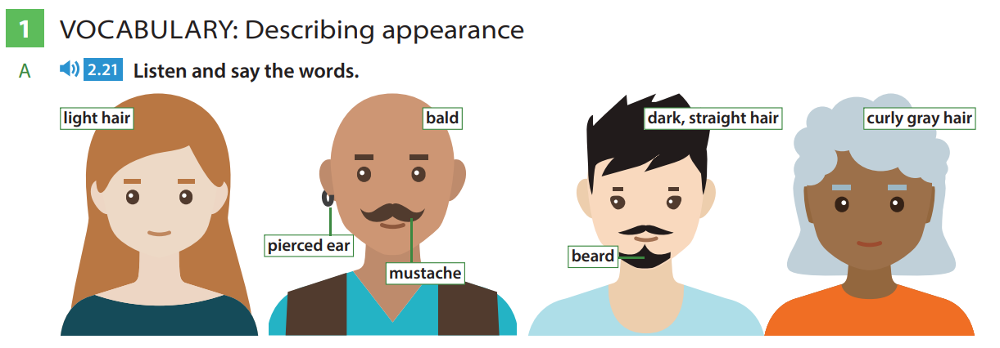 1 VOCABULARY: Describing appearance
A 2.21 Listen and say the words.
light hair
bald
dark, straight hair
curly gray hair
pierced ear
mustache
beard